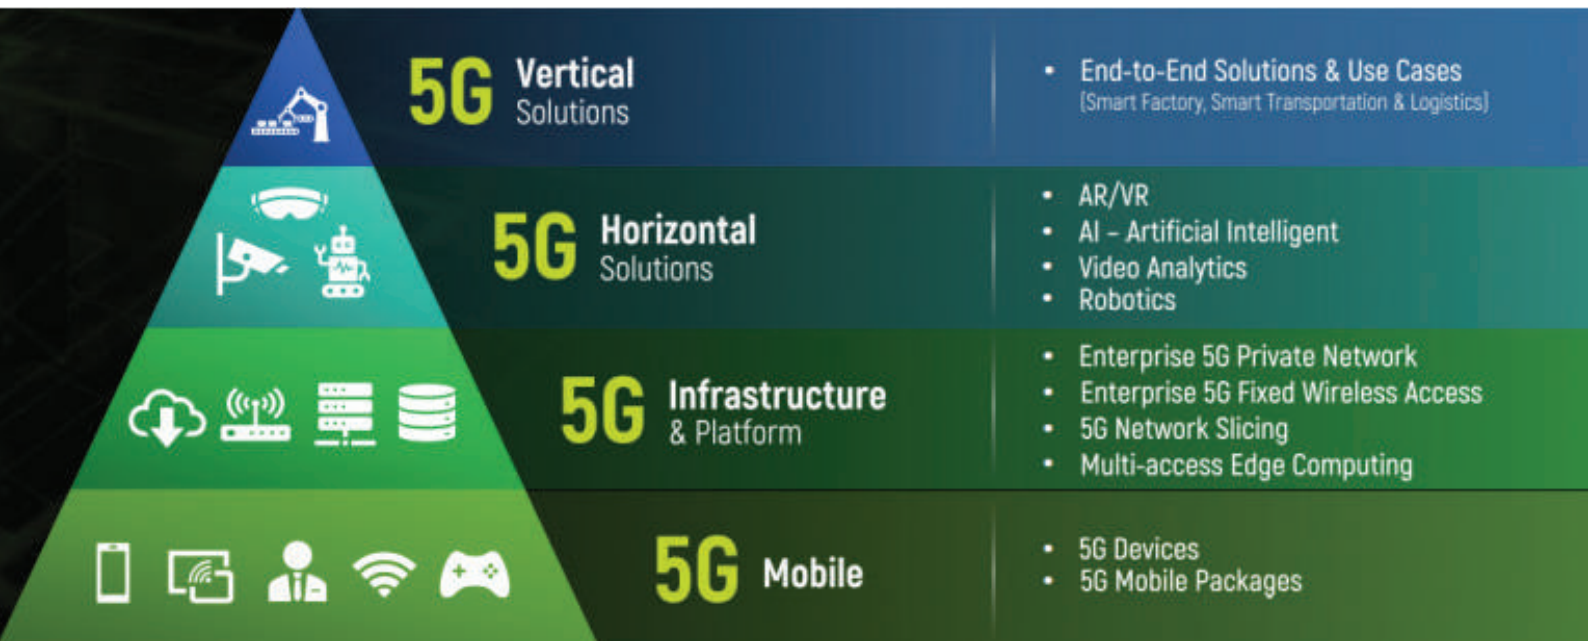 5G Vertical
Solutions
• End-to-End Solutions & Use Cases
(Smart Factory, Smart Transportation & Logistics)
5G Horizontal
Solutions
• AR/VR
• AI – Artificial Intelligent
• Video Analytics
• Robotics
5G Infrastructure
& Platform
• Enterprise 5G Private Network
• Enterprise 5G Fixed Wireless Access
• 5G Network Slicing
• Multi-access Edge Computing
5G Mobile
• 5G Devices
• 5G Mobile Packages